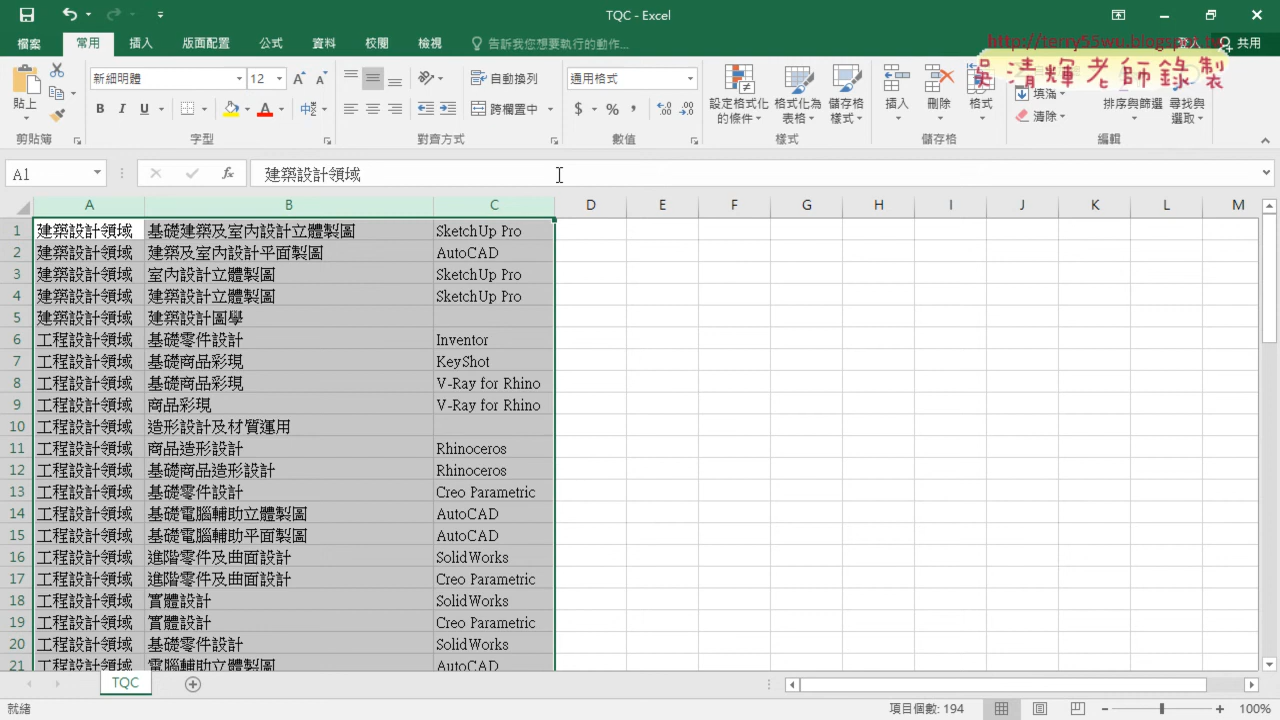 TQC - Excel
檔案 常用 插入 版面配置 公式 資料 校閱 檢視 告訴我您想要執行的動作... 登入 共用
http://terry55wu.blogspot.tw
吳清輝老師錄製
貼上 新細明體 12 自動換列 通用格式 設定格式化的條件 格式化為表格 儲存格樣式 插入 刪除 格式 填滿 排序與篩選 尋找與選取
B I U 中 跨欄置中 $ % 清除
剪貼簿 字型 對齊方式 數值 樣式 儲存格 編輯
A1 fx 建築設計領域
A B C D E F G H I J K L M
1 建築設計領域 基礎建築及室內設計立體製圖 SketchUp Pro
2 建築設計領域 建築及室內設計平面製圖 AutoCAD
3 建築設計領域 室內設計立體製圖 SketchUp Pro
4 建築設計領域 建築設計立體製圖 SketchUp Pro
5 建築設計領域 建築設計圖學
6 工程設計領域 基礎零件設計 Inventor
7 工程設計領域 基礎商品彩現 KeyShot
8 工程設計領域 基礎商品彩現 V-Ray for Rhino
9 工程設計領域 商品彩現 V-Ray for Rhino
10 工程設計領域 造形設計及材質運用
11 工程設計領域 商品造形設計 Rhinoceros
12 工程設計領域 基礎商品造形設計 Rhinoceros
13 工程設計領域 基礎零件設計 Creo Parametric
14 工程設計領域 基礎電腦輔助立體製圖 AutoCAD
15 工程設計領域 基礎電腦輔助平面製圖 AutoCAD
16 工程設計領域 進階零件及曲面設計 SolidWorks
17 工程設計領域 進階零件及曲面設計 Creo Parametric
18 工程設計領域 實體設計 SolidWorks
19 工程設計領域 實體設計 Creo Parametric
20 工程設計領域 基礎零件設計 SolidWorks
21 工程設計領域 電腦輔助立體製圖 AutoCAD
TQC
就緒 項目個數: 194 100%